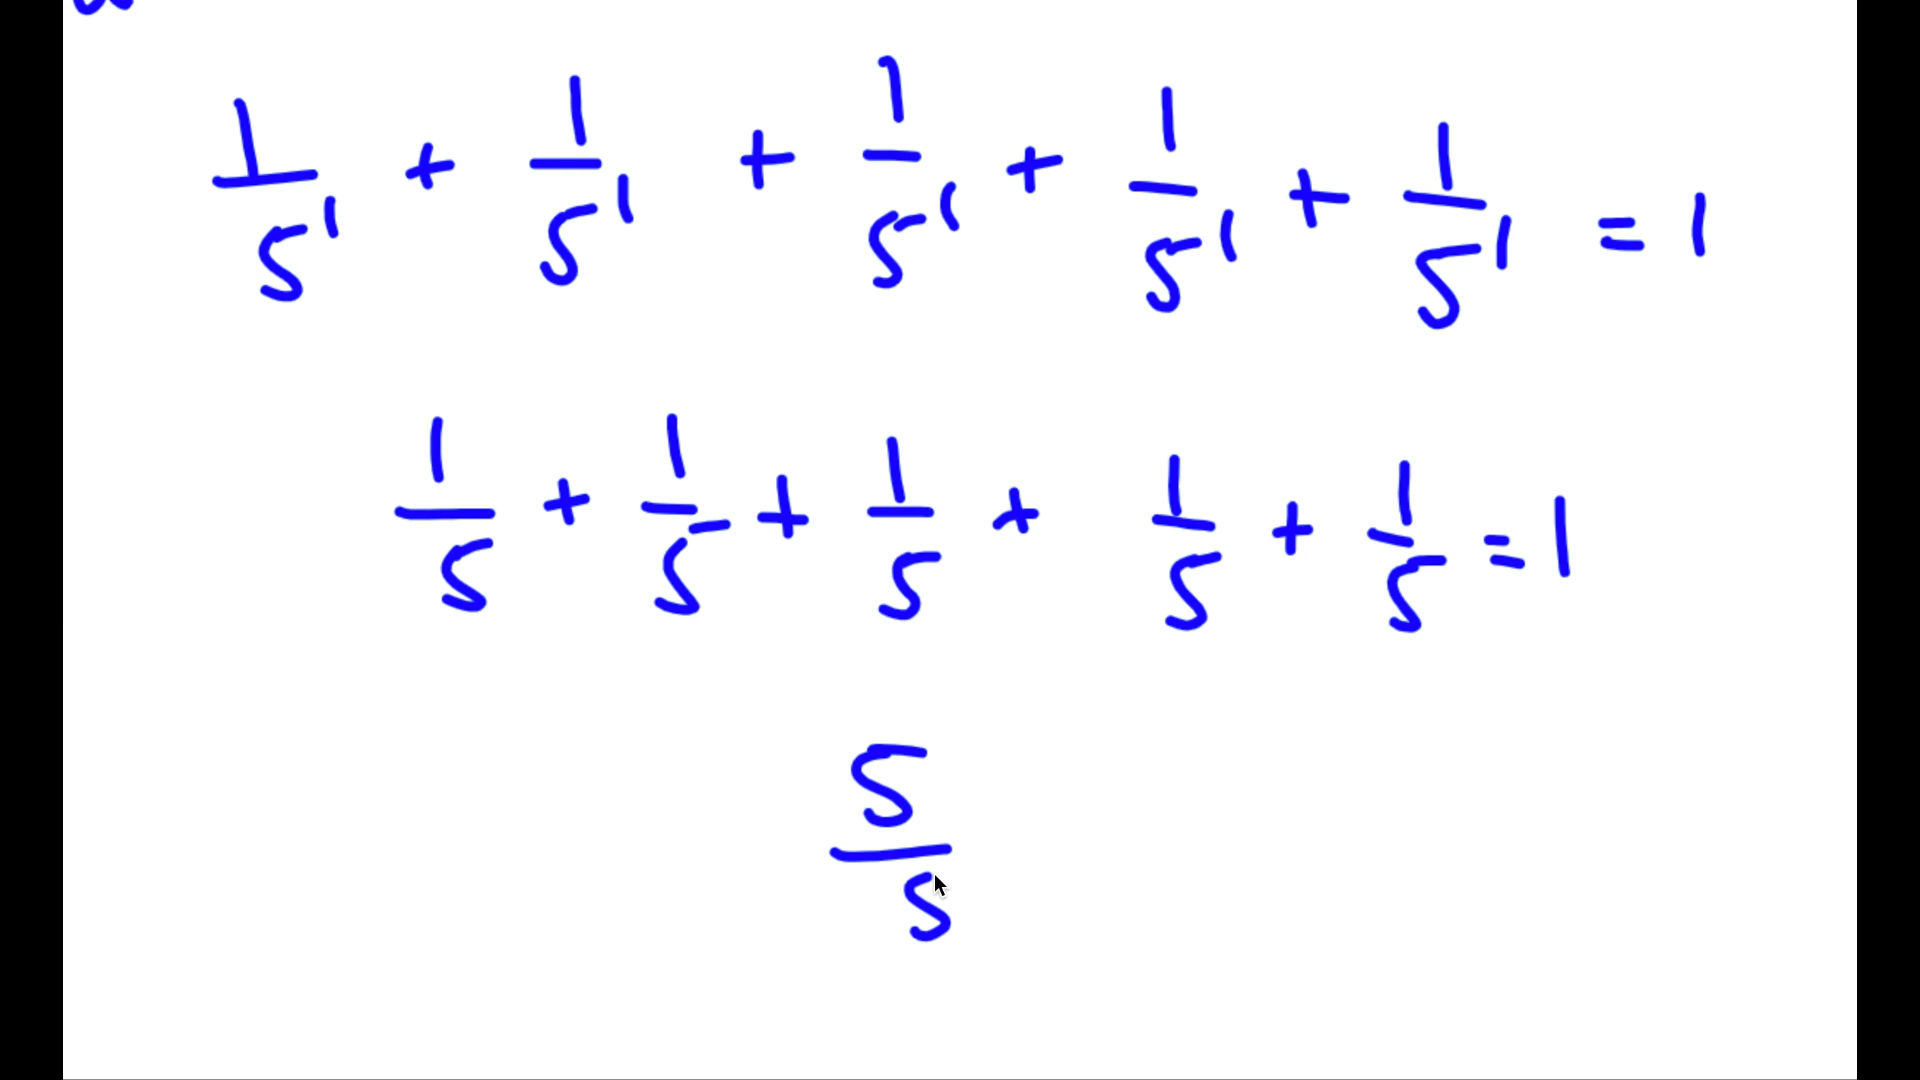 1/5¹ + 1/5¹ + 1/5¹ + 1/5¹ + 1/5¹ = 1
1/5 + 1/5 + 1/5 + 1/5 + 1/5 = 1
5/5